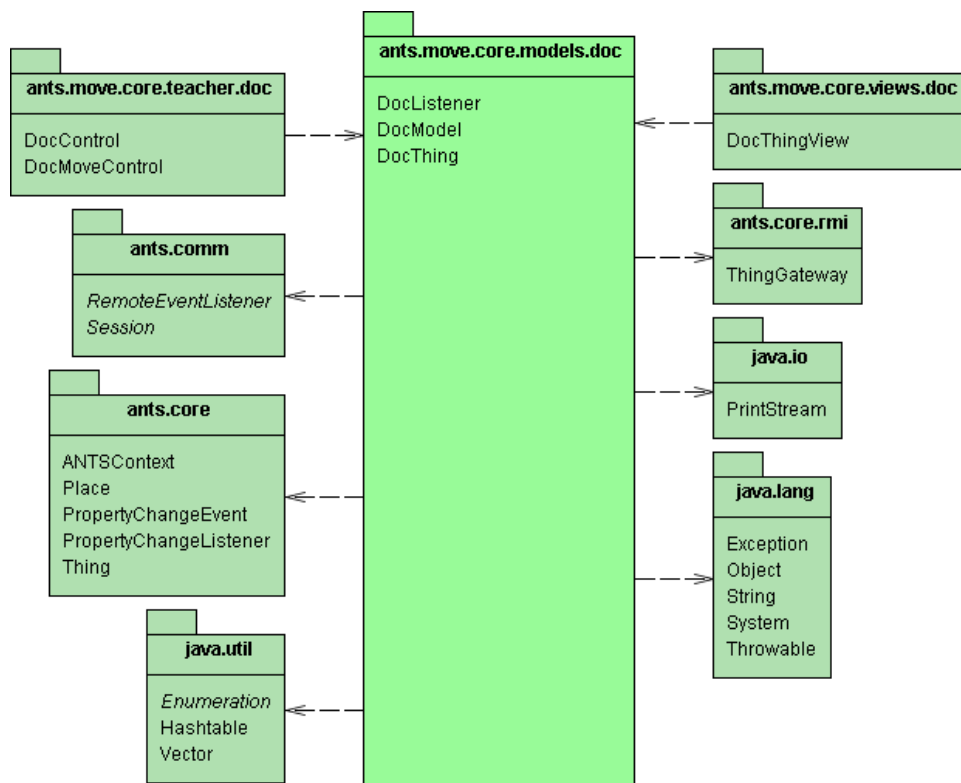 ants.move.core.models.doc
DocListener
DocModel
DocThing
ants.move.core.teacher.doc
DocControl
DocMoveControl
ants.comm
RemoteEventListener
Session
ants.core
ANTSContext
Place
PropertyChangeEvent
PropertyChangeListener
Thing
java.util
Enumeration
Hashtable
Vector
ants.move.core.views.doc
DocThingView
ants.core.rmi
ThingGateway
java.io
PrintStream
java.lang
Exception
Object
String
System
Throwable